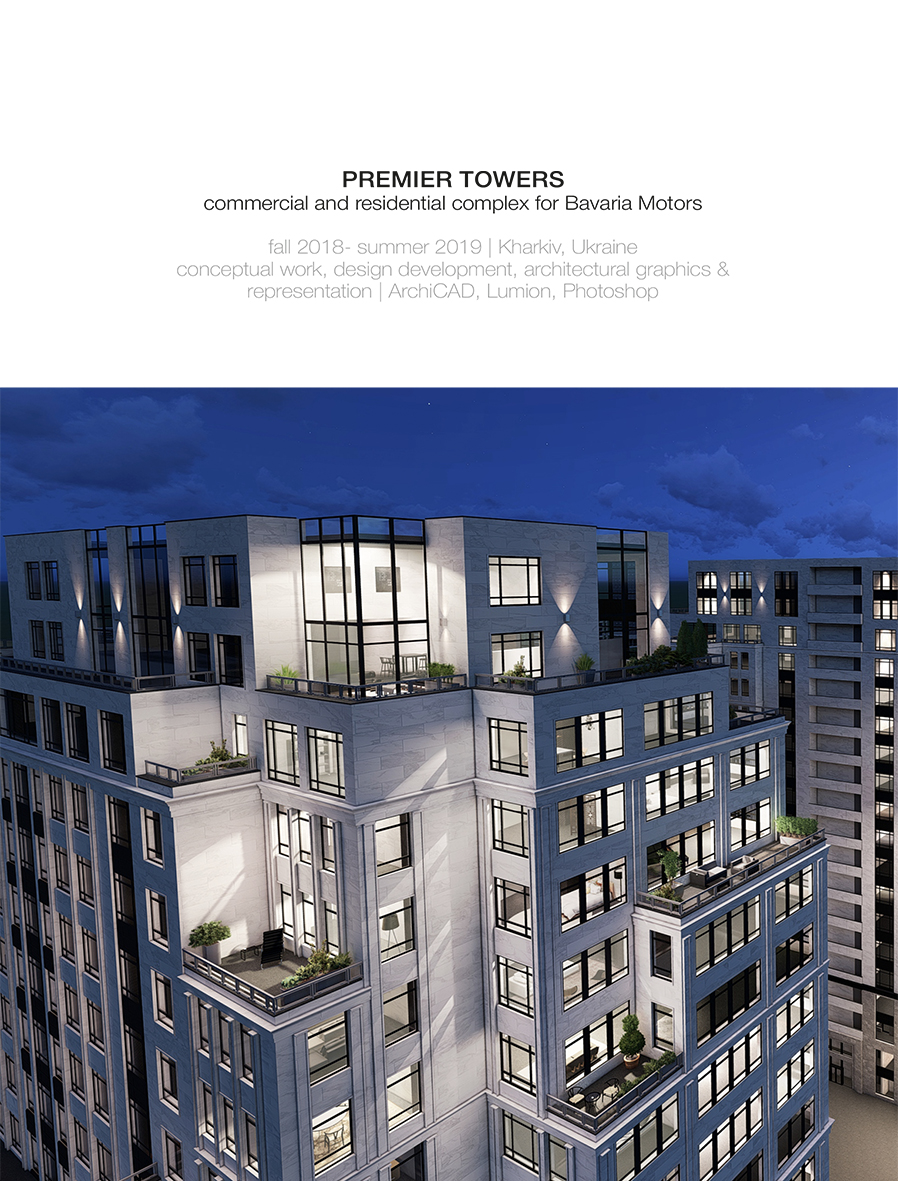 PREMIER TOWERS
commercial and residential complex for Bavaria Motors
fall 2018- summer 2019 | Kharkiv, Ukraine
conceptual work, design development, architectural graphics &
representation | ArchiCAD, Lumion, Photoshop